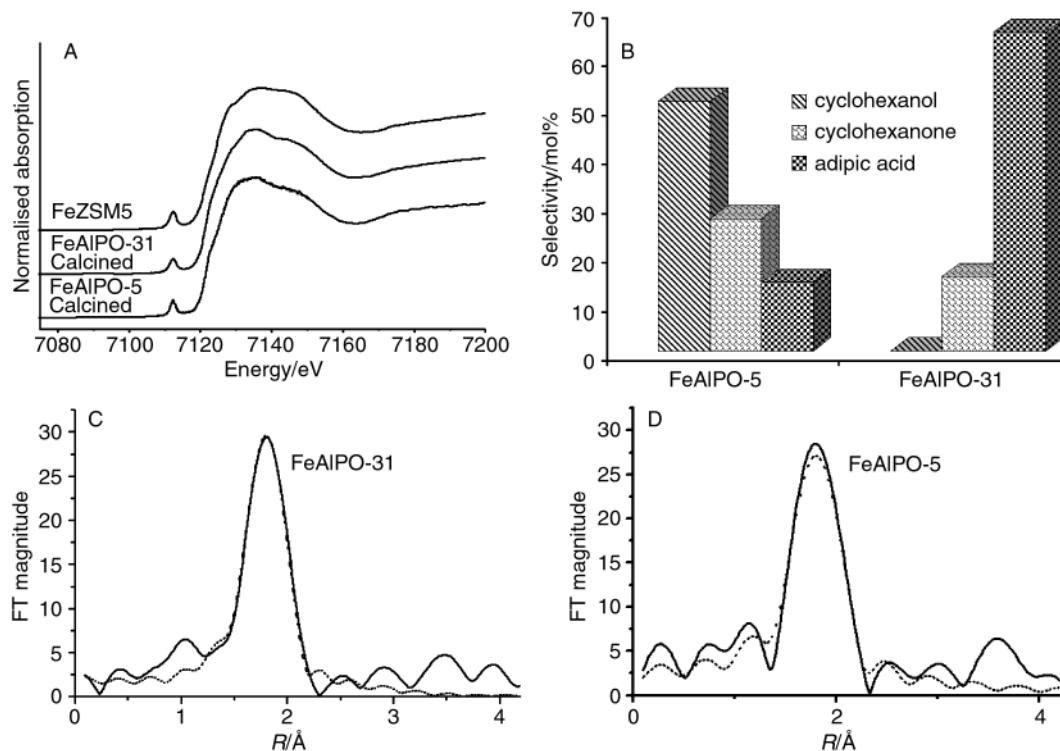 A
Normalised absorption
FeZSM5
FeAlPO-31
Calcined
FeAlPO-5
Calcined
7080 7100 7120 7140 7160 7180 7200
Energy/eV
B
Selectivity/mol%
70
60
50
40
30
20
10
0
cyclohexanol
cyclohexanone
adipic acid
FeAlPO-5 FeAlPO-31
C
FeAlPO-31
FT magnitude
30
25
20
15
10
5
0
0 1 2 3 4
R/Å
D
FeAlPO-5
FT magnitude
30
25
20
15
10
5
0
0 2 4
R/Å